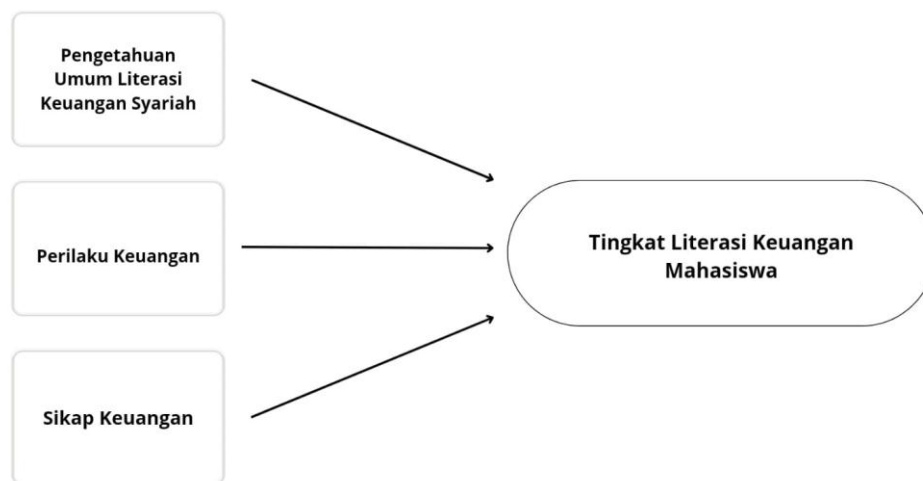 Pengetahuan
Umum Literasi
Keuangan Syariah
Perilaku Keuangan
Sikap Keuangan
Tingkat Literasi Keuangan
Mahasiswa